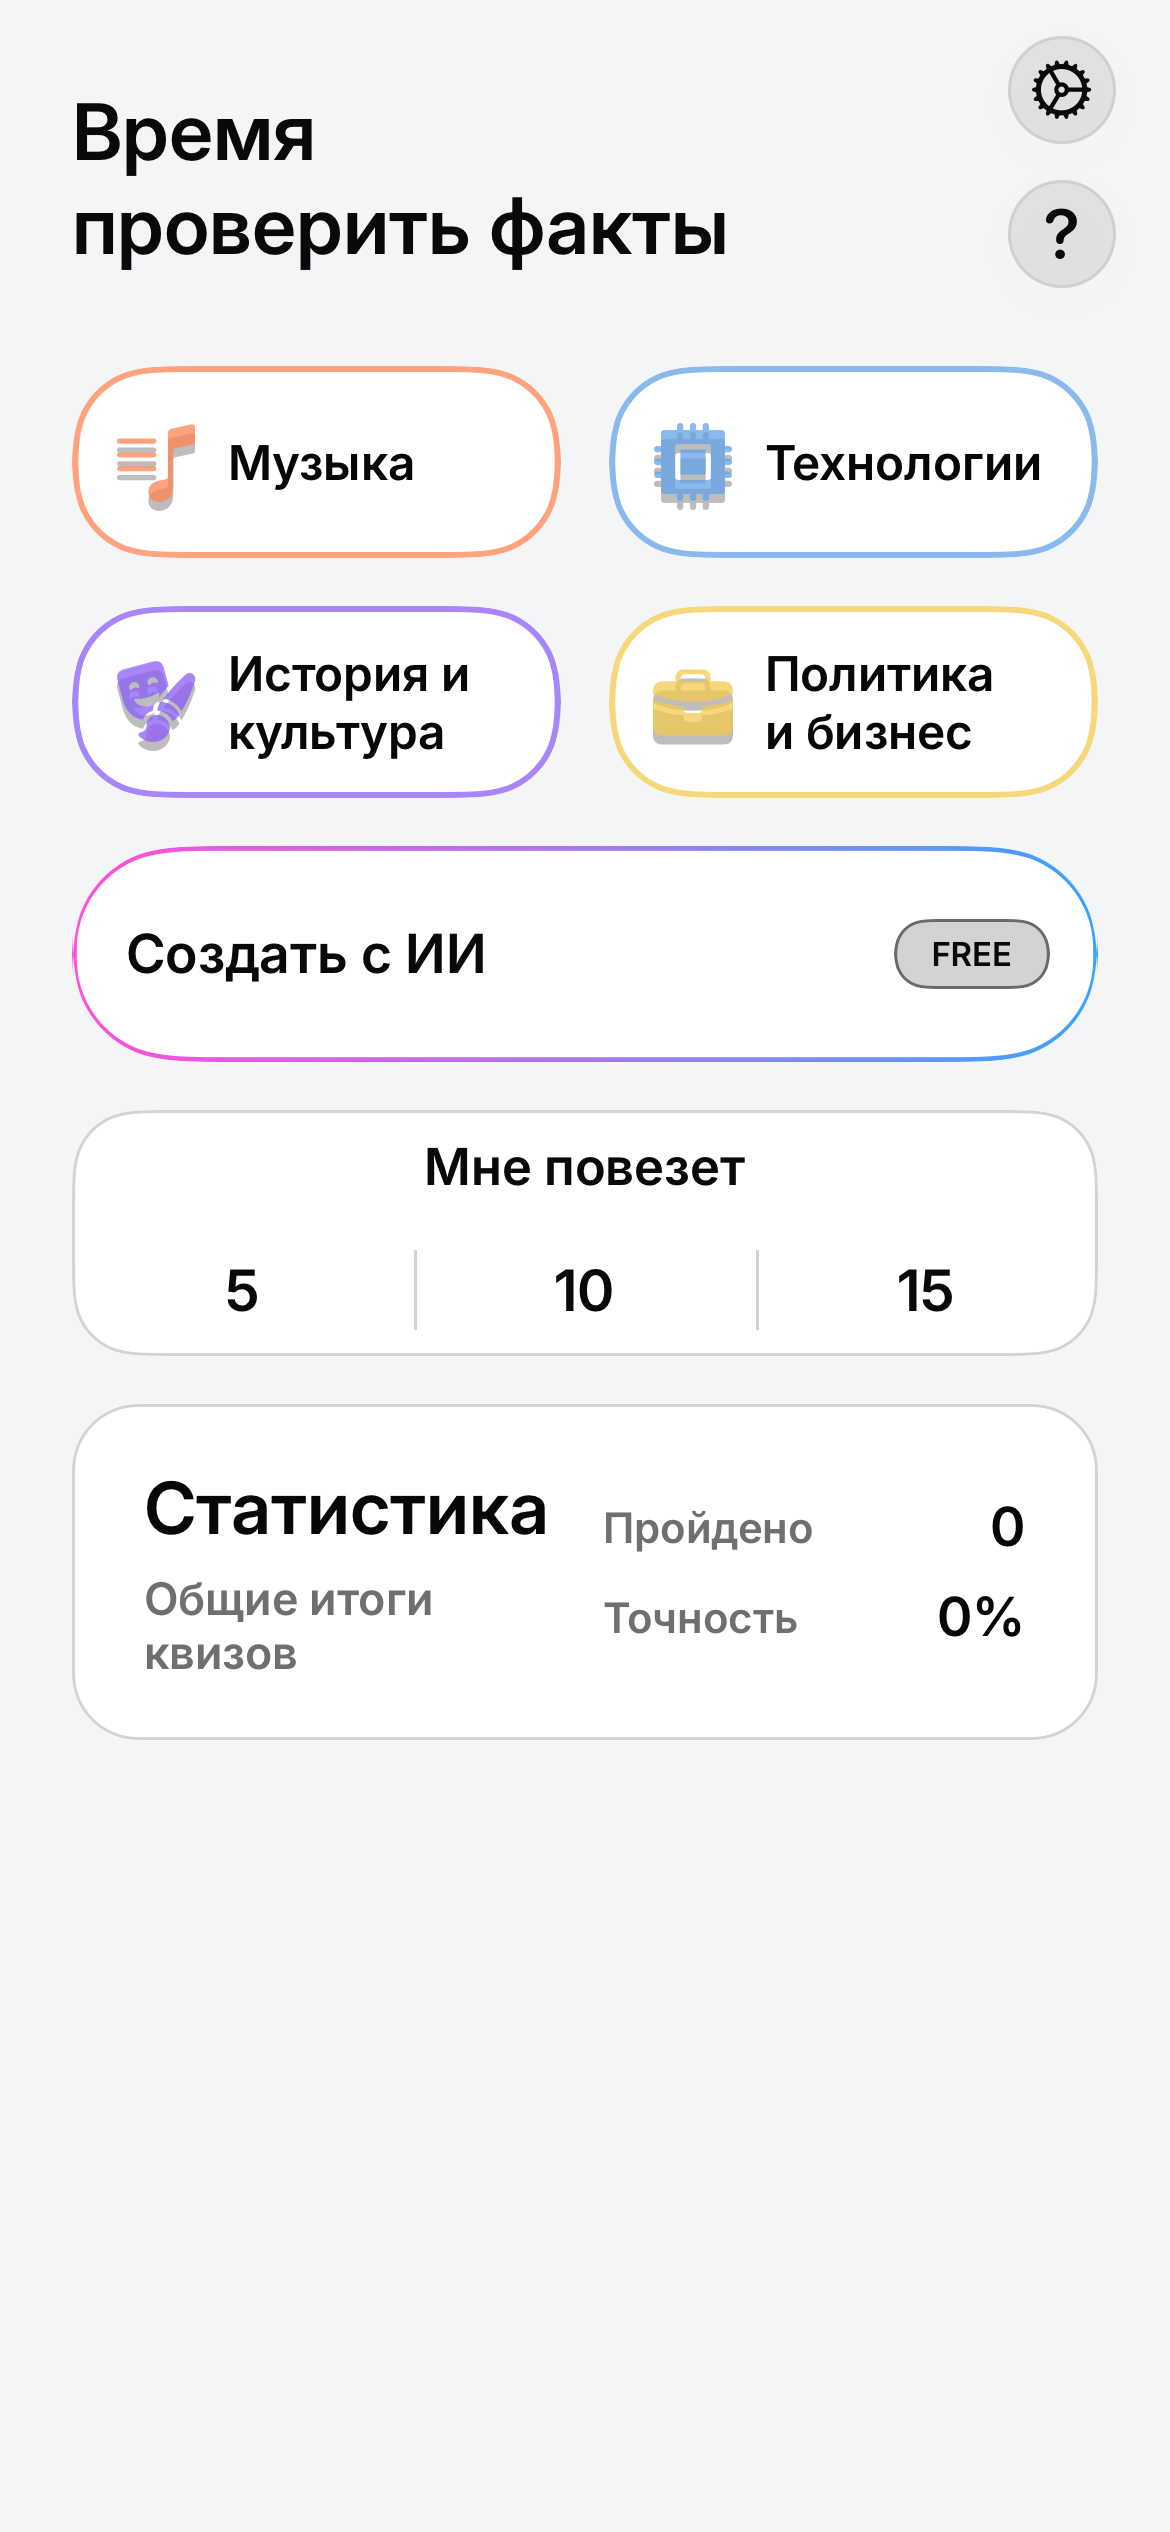 Время
проверить факты
?
Музыка
Технологии
История и
культура
Политика
и бизнес
Создать с ИИ
FREE
Мне повезет
5
10
15
Статистика
Общие итоги
квизов
Пройдено
0
Точность
0%